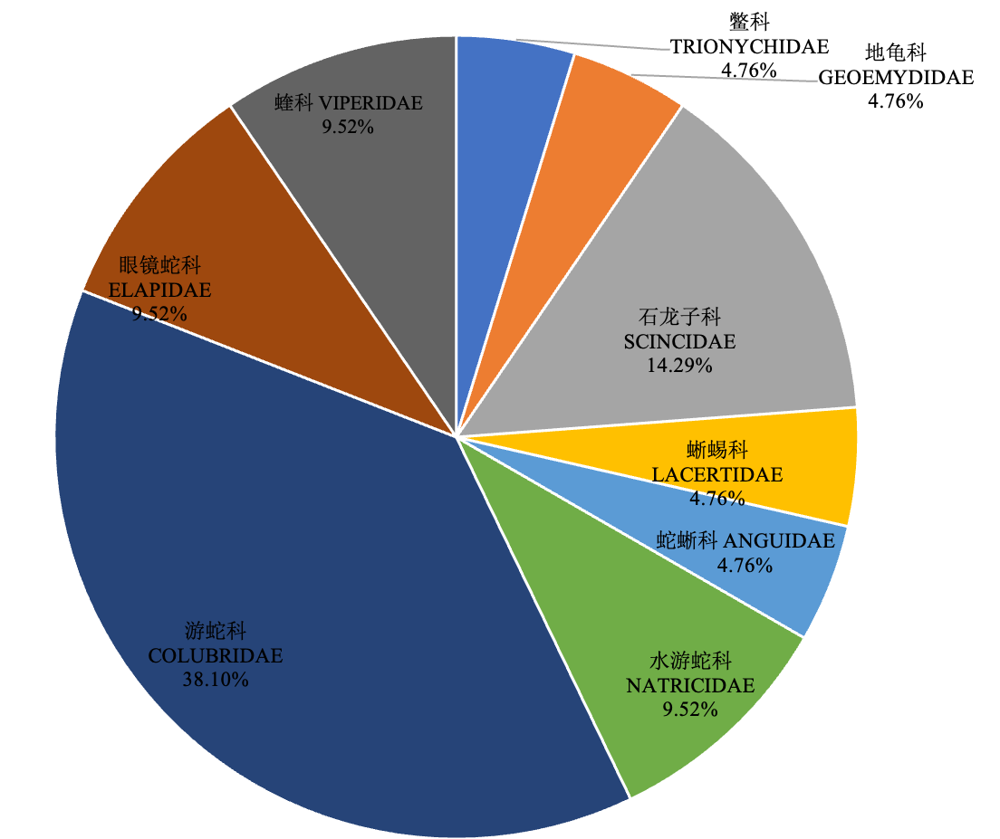 鳖科
TRIONYCHIDAE
4.76%
地龟科
GEOEMYDIDAE
4.76%
石龙子科
SCINCIDAE
14.29%
蜥蜴科
LACERTIDAE
4.76%
蛇蜥科 ANGUIDAE
4.76%
水游蛇科
NATRICIDAE
9.52%
游蛇科
COLUBRIDAE
38.10%
眼镜蛇科
ELAPIDAE
9.52%
蝰科 VIPERIDAE
9.52%